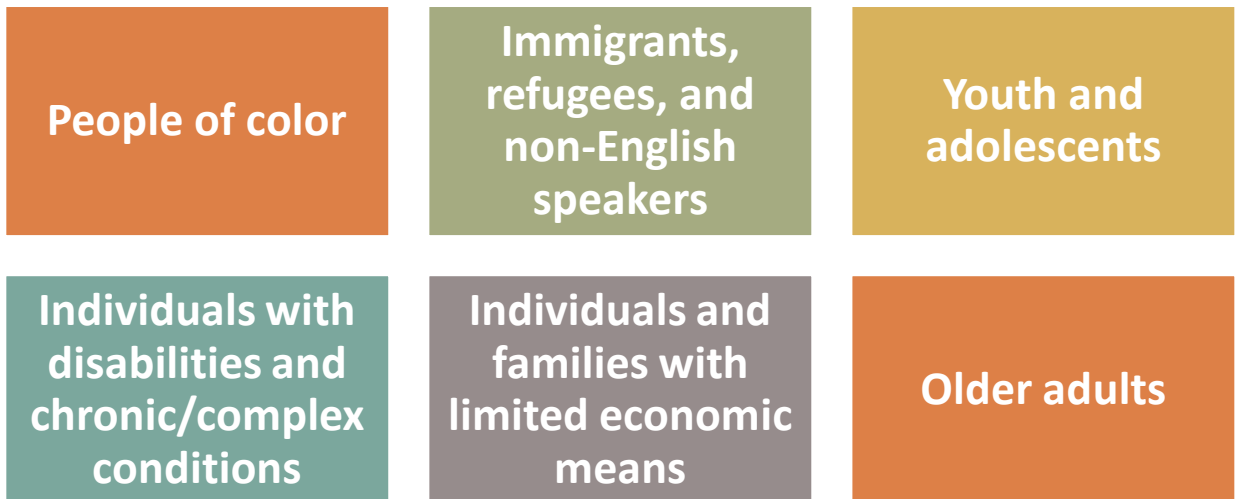 People of color
Immigrants,
refugees, and
non-English
speakers
Youth and
adolescents
Individuals with
disabilities and
chronic/complex
conditions
Individuals and
families with
limited economic
means
Older adults